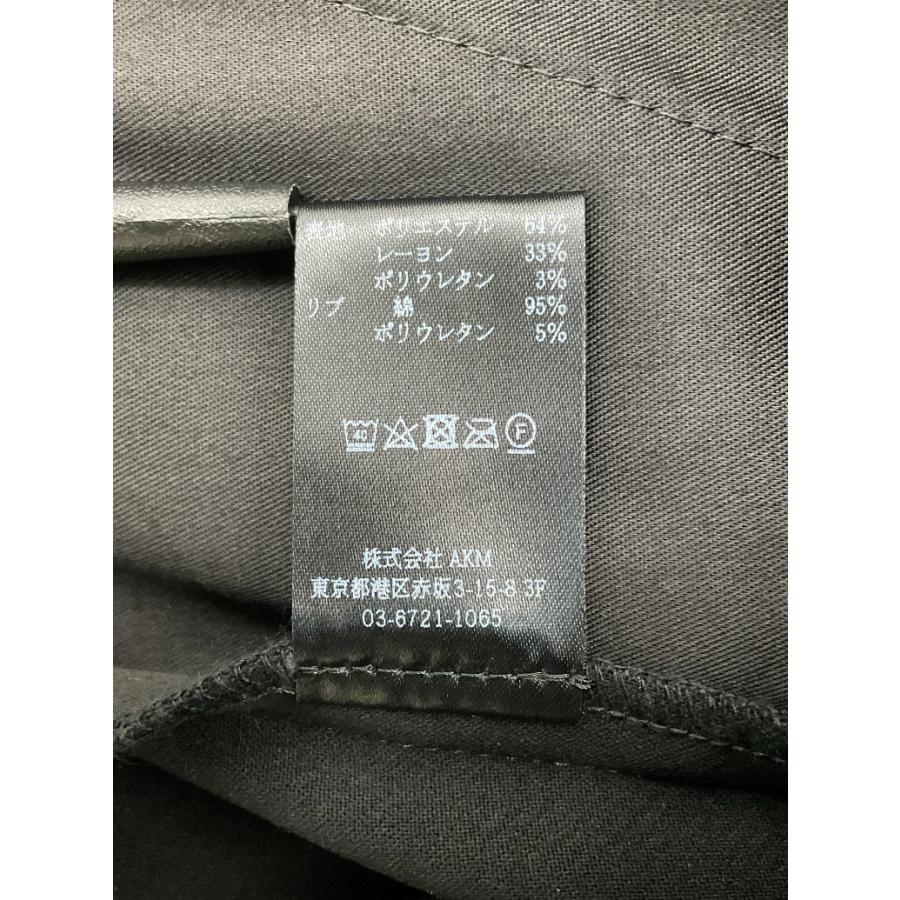 ポリエステル 64%
レーヨン 33%
ポリウレタン 3%
リブ 綿 95%
ポリウレタン 5%
40 F
株式会社 AKM
東京都港区赤坂3-15-8 3F
03-6721-1065